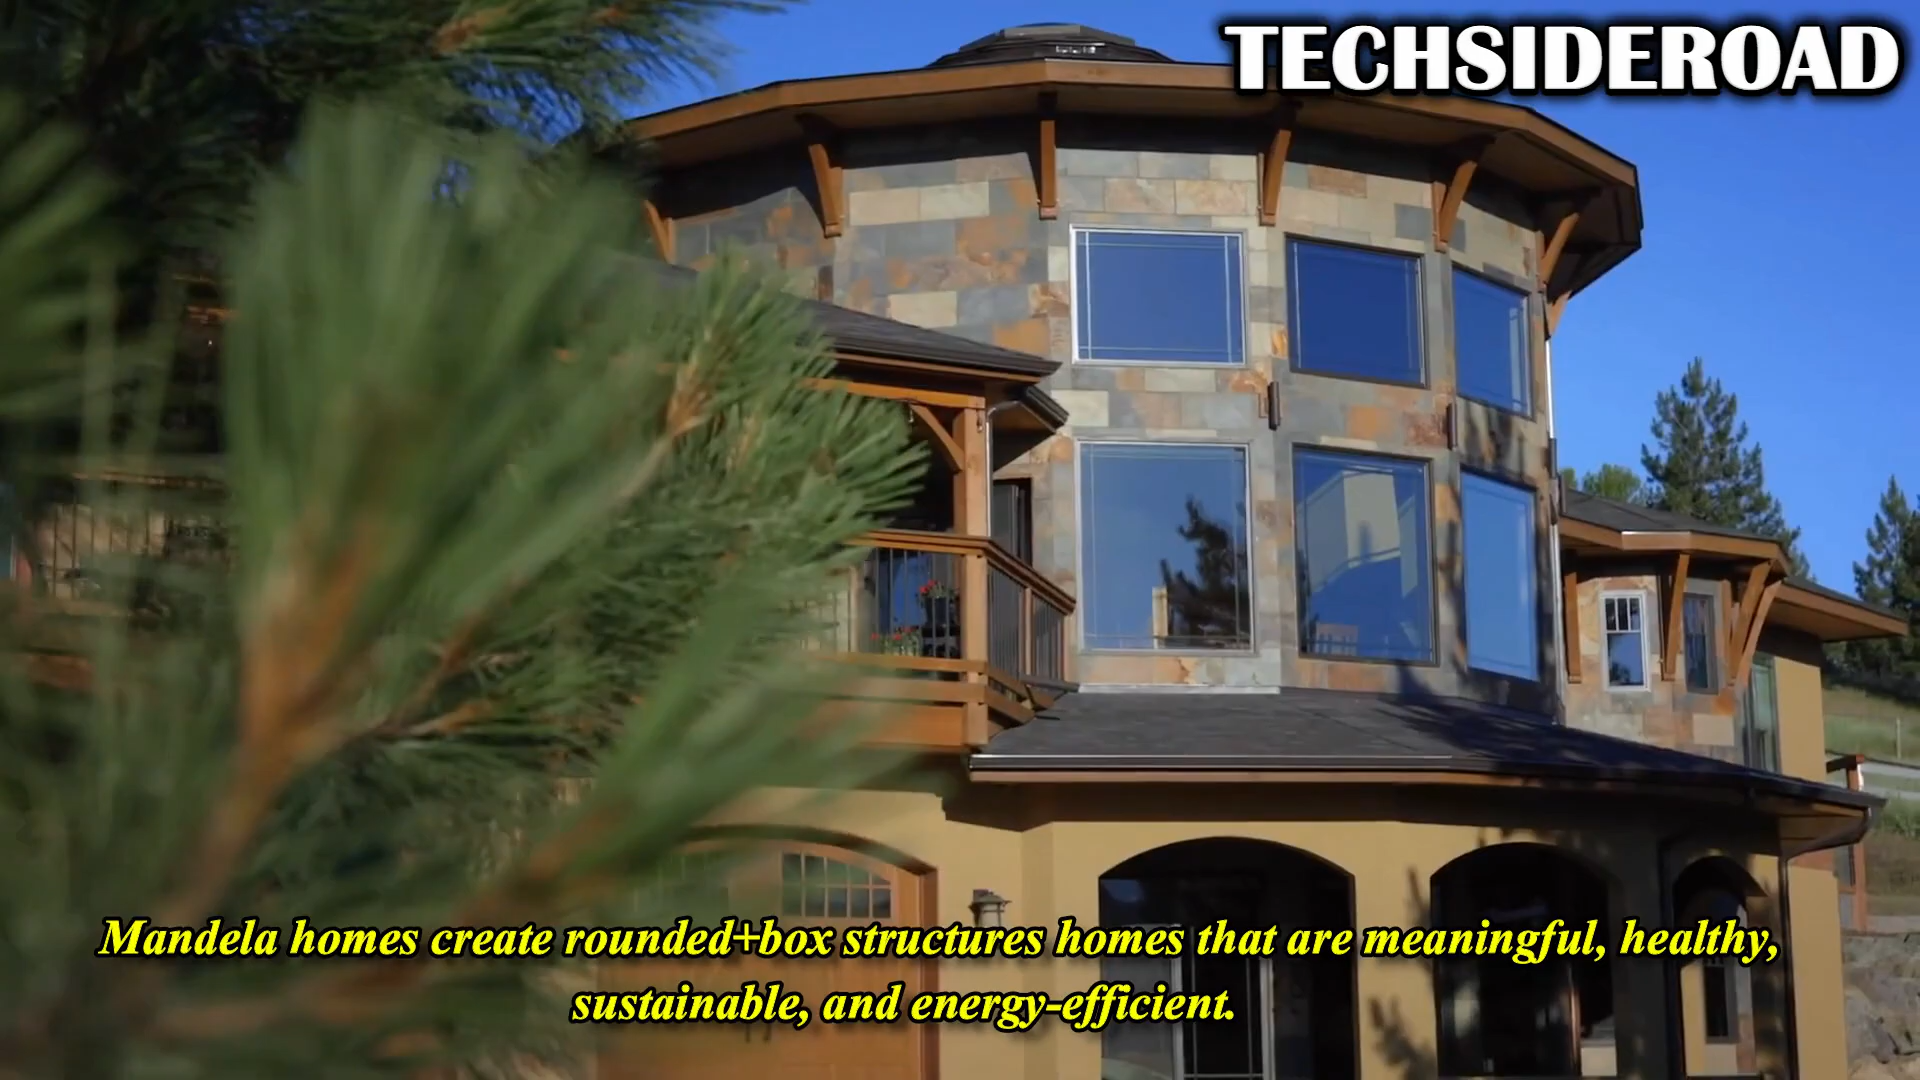 TECHSIDEROAD
Mandela homes create rounded+box structures homes that are meaningful, healthy,
sustainable, and energy-efficient.